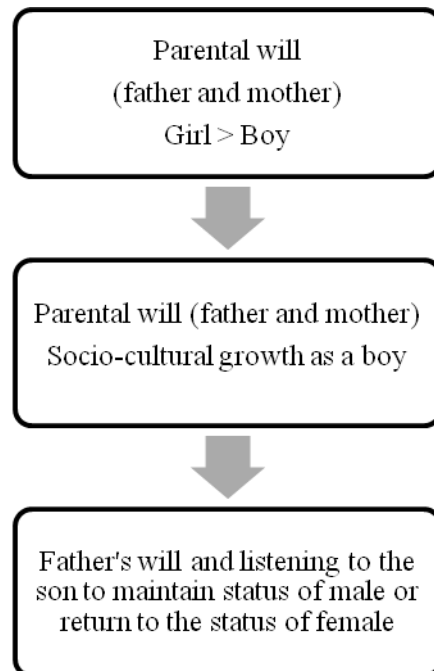 Parental will
(father and mother)
Girl > Boy
Parental will (father and mother)
Socio-cultural growth as a boy
Father's will and listening to the
son to maintain status of male or
return to the status of female